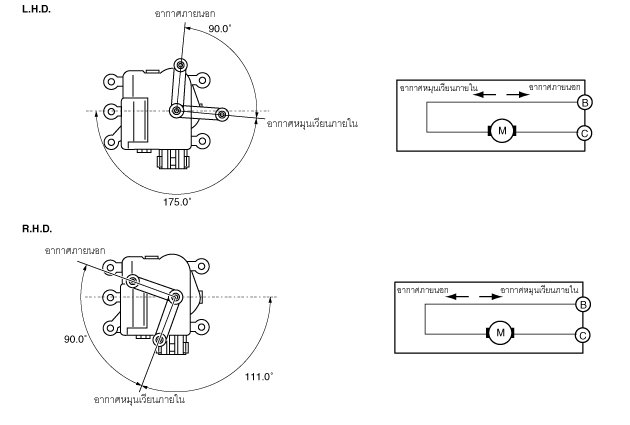 L.H.D.
อากาศภายนอก
90.0˚
อากาศหมุนเวียนภายใน
175.0˚
อากาศหมุนเวียนภายใน
อากาศภายนอก
B
M
C
R.H.D.
อากาศภายนอก
90.0˚
111.0˚
อากาศหมุนเวียนภายใน
อากาศภายนอก
อากาศหมุนเวียนภายใน
B
M
C